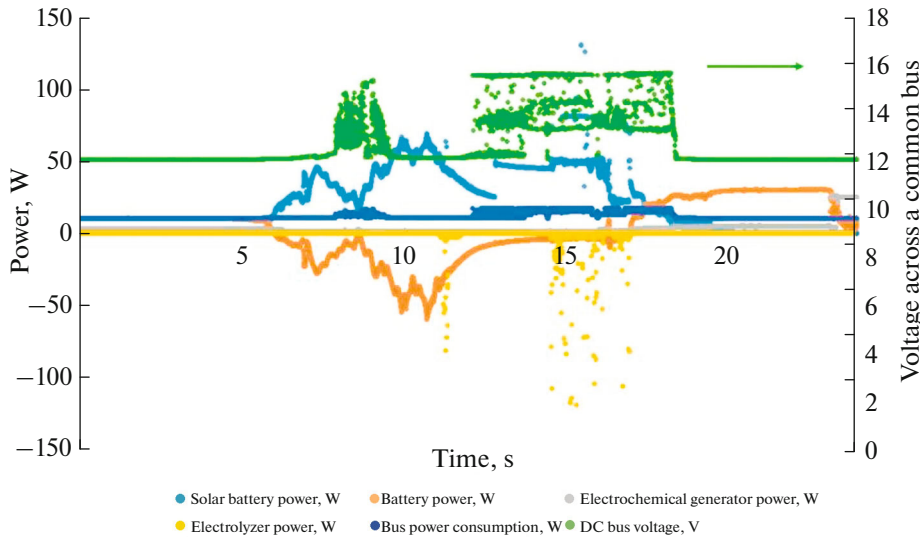 150
100
50
0
−50
−100
−150
Power, W
5
10
15
20
Time, s
18
16
14
12
10
8
6
4
2
0
Voltage across a common bus
Solar battery power, W
Battery power, W
Electrochemical generator power, W
Electrolyzer power, W
Bus power consumption, W
DC bus voltage, V